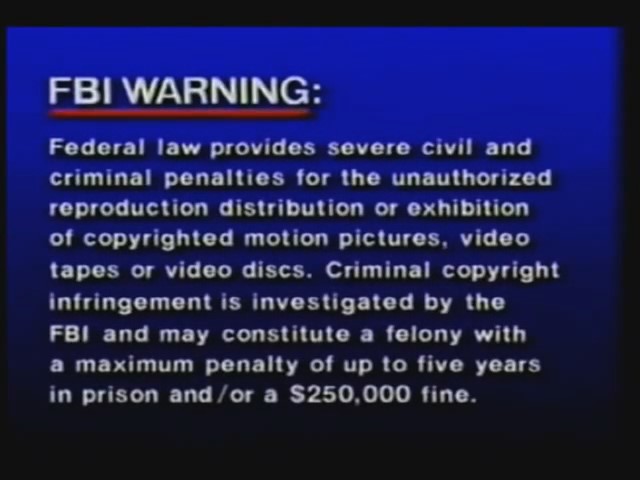 FBI WARNING:
Federal law provides severe civil and
criminal penalties for the unauthorized
reproduction distribution or exhibition
of copyrighted motion pictures, video
tapes or video discs. Criminal copyright
infringement is investigated by the
FBI and may constitute a felony with
a maximum penalty of up to five years
in prison and/or a $250,000 fine.